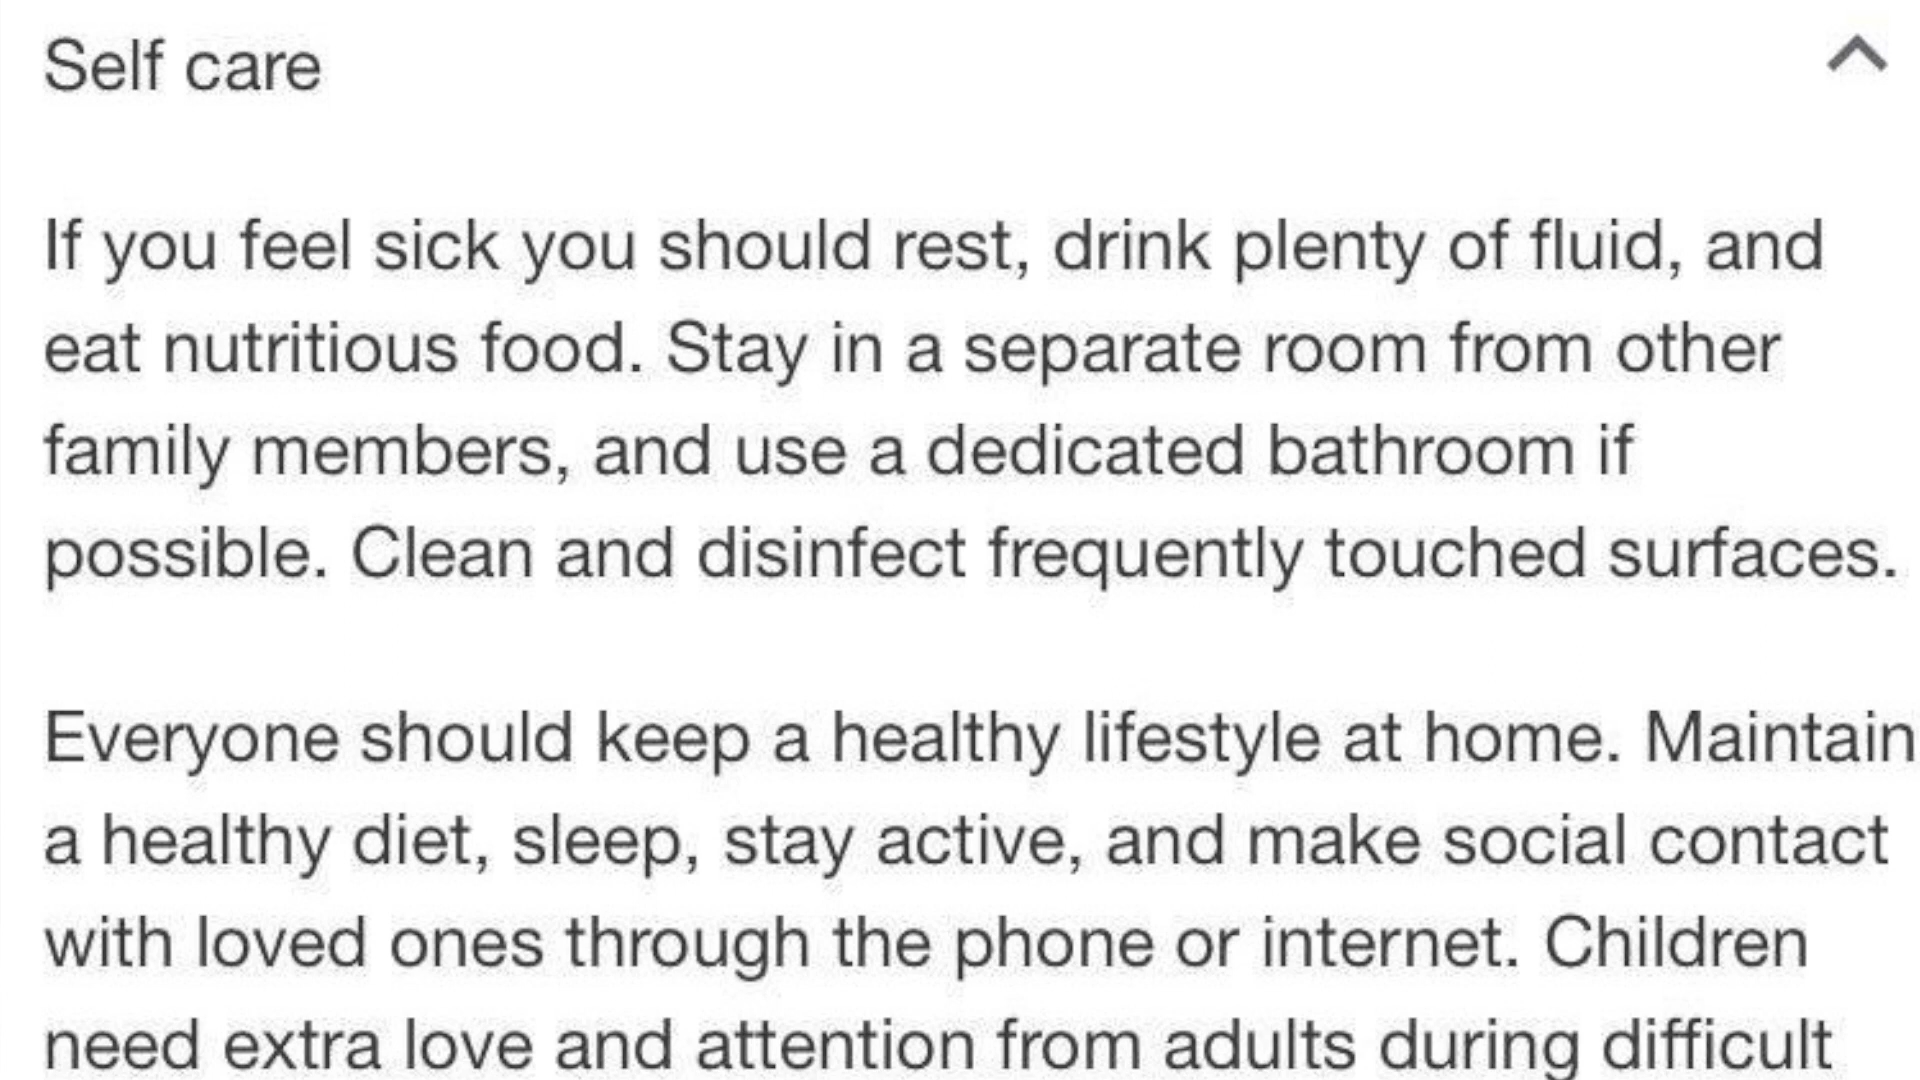 Self care
If you feel sick you should rest, drink plenty of fluid, and
eat nutritious food. Stay in a separate room from other
family members, and use a dedicated bathroom if
possible. Clean and disinfect frequently touched surfaces.
Everyone should keep a healthy lifestyle at home. Maintain
a healthy diet, sleep, stay active, and make social contact
with loved ones through the phone or internet. Children
need extra love and attention from adults during difficult